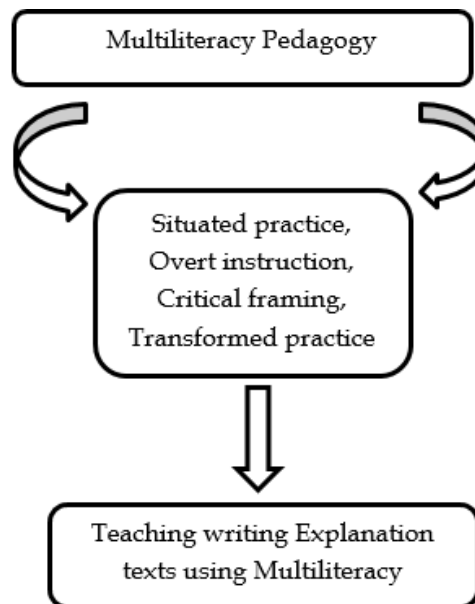 Multiliteracy Pedagogy
Situated practice,
Overt instruction,
Critical framing,
Transformed practice
Teaching writing Explanation
texts using Multiliteracy